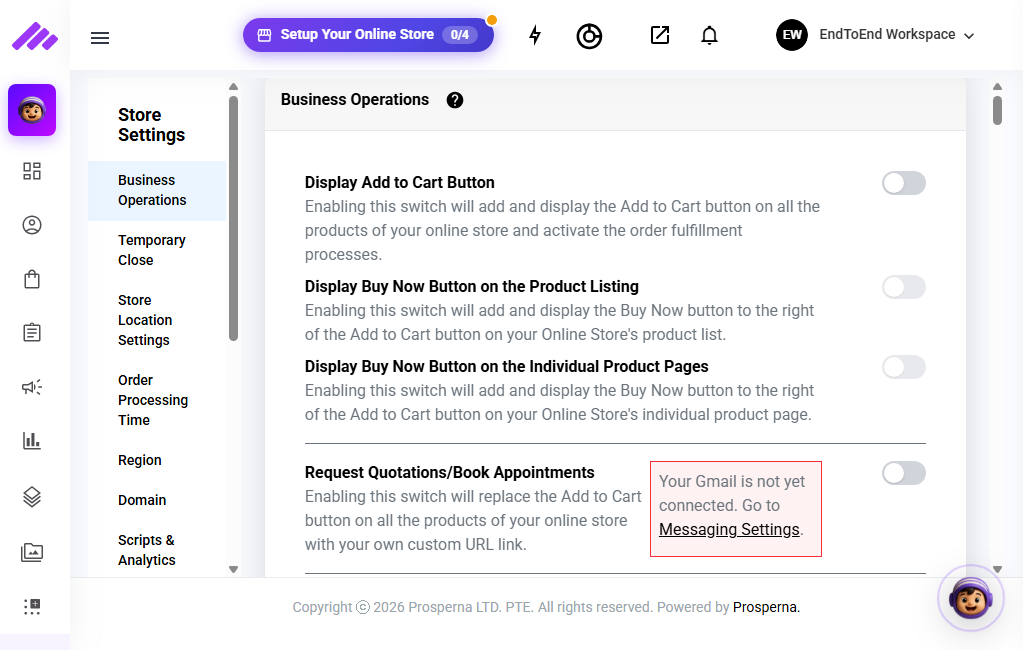 Setup Your Online Store 0/4
EW EndToEnd Workspace
Store
Settings
Business
Operations
Temporary
Close
Store
Location
Settings
Order
Processing
Time
Region
Domain
Scripts &
Analytics
Business Operations ?
Display Add to Cart Button
Enabling this switch will add and display the Add to Cart button on all the
products of your online store and activate the order fulfillment
processes.
Display Buy Now Button on the Product Listing
Enabling this switch will add and display the Buy Now button to the right
of the Add to Cart button on your Online Store's product list.
Display Buy Now Button on the Individual Product Pages
Enabling this switch will add and display the Buy Now button to the right
of the Add to Cart button on your Online Store's individual product page.
Request Quotations/Book Appointments
Enabling this switch will replace the Add to Cart
button on all the products of your online store
with your own custom URL link.
Your Gmail is not yet
connected. Go to
Messaging Settings.
Copyright © 2026 Prosperna LTD. PTE. All rights reserved. Powered by Prosperna.